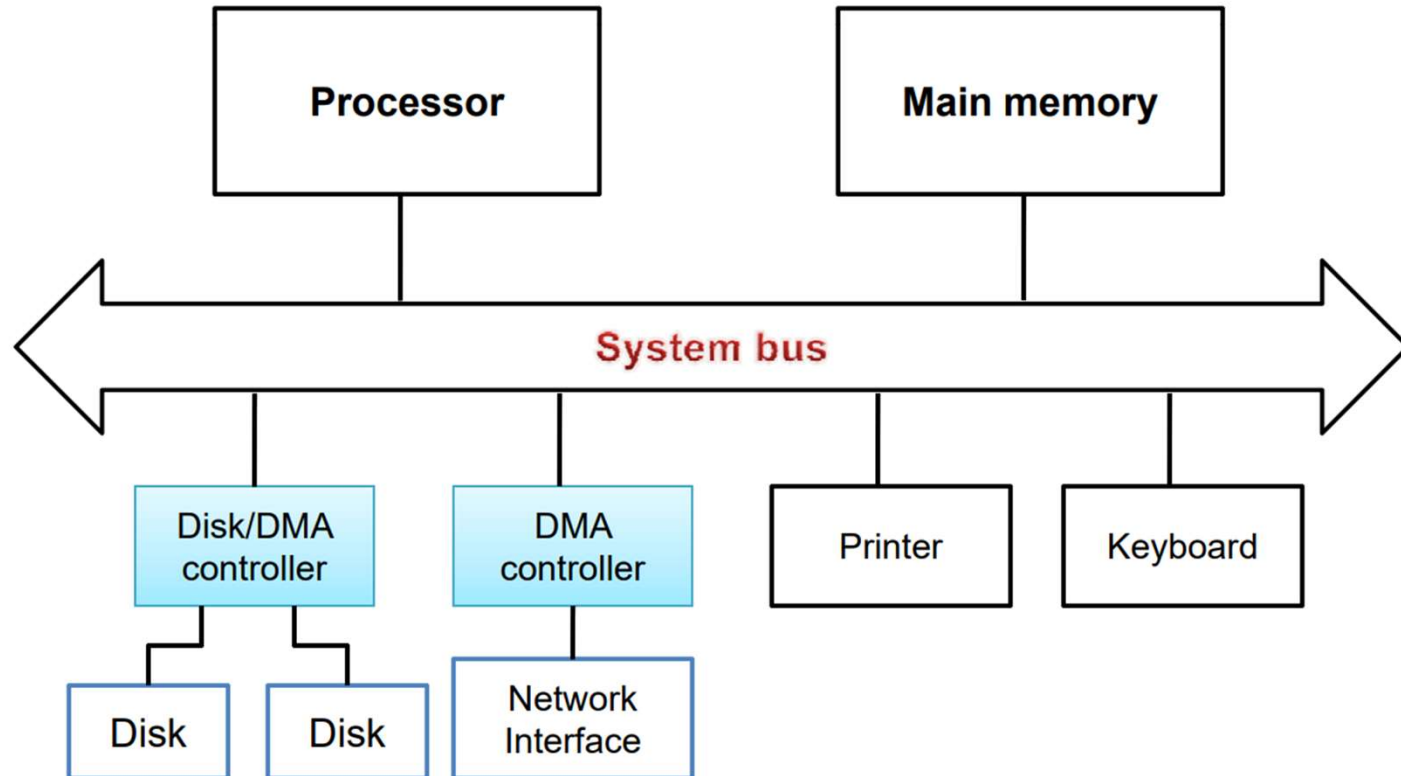 Processor
Main memory
System bus
Disk/DMA
controller
DMA
controller
Printer
Keyboard
Disk
Disk
Network
Interface